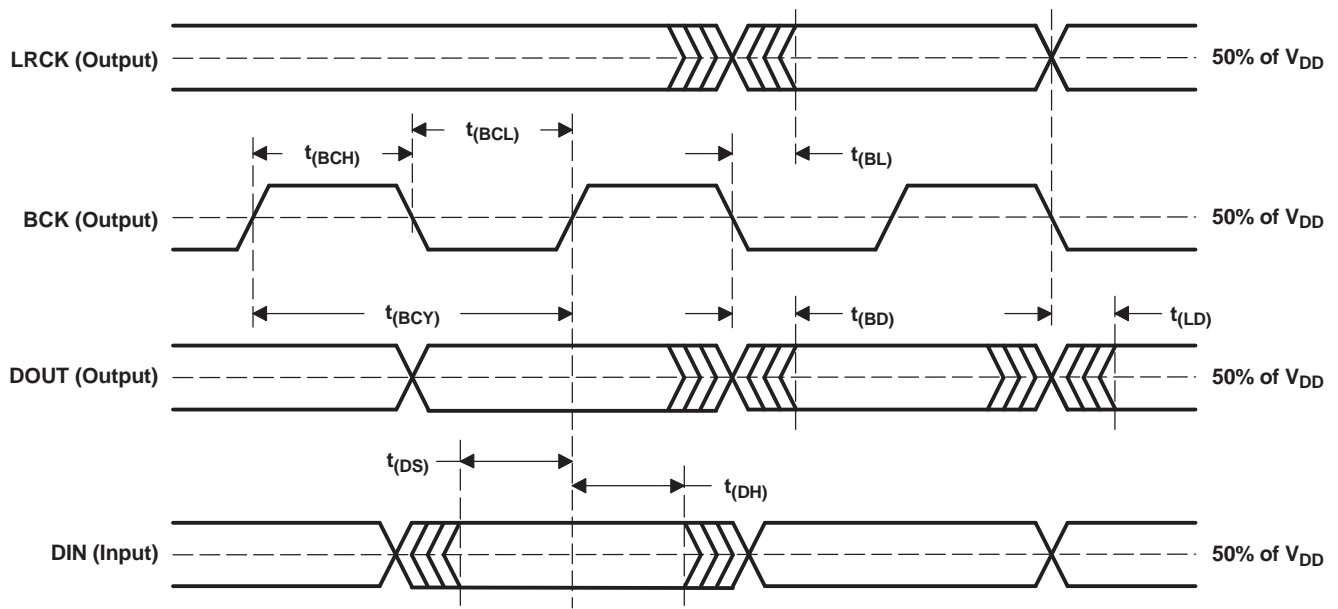 LRCK (Output)
50% of VDD
t(BCL)
t(BCH)
t(BL)
BCK (Output)
50% of VDD
t(BCY)
t(BD)
t(LD)
DOUT (Output)
50% of VDD
t(DS)
t(DH)
DIN (Input)
50% of VDD